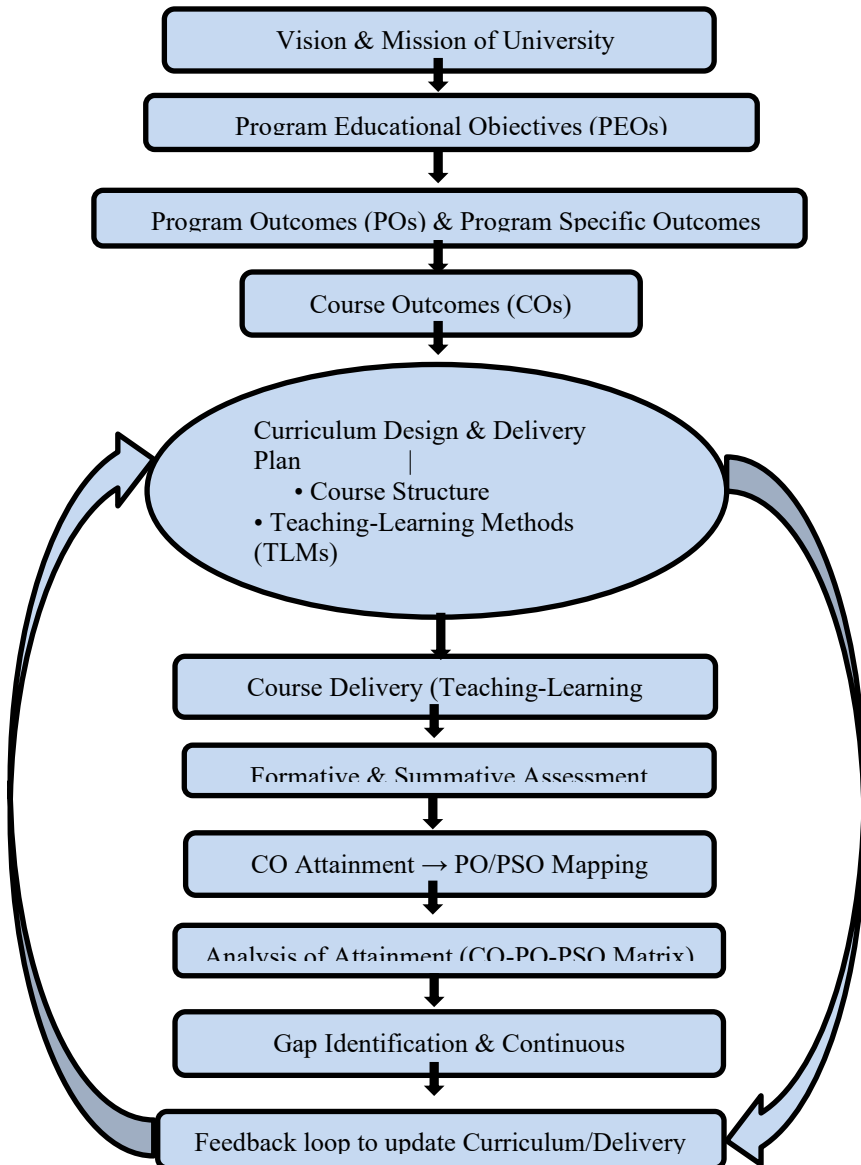 Vision & Mission of University
Program Educational Objectives (PEOs)
Program Outcomes (POs) & Program Specific Outcomes
Course Outcomes (COs)
Curriculum Design & Delivery
Plan |
• Course Structure
• Teaching-Learning Methods
(TLMs)
Course Delivery (Teaching-Learning
Formative & Summative Assessment
CO Attainment → PO/PSO Mapping
Analysis of Attainment (CO-PO-PSO Matrix)
Gap Identification & Continuous
Feedback loop to update Curriculum/Delivery